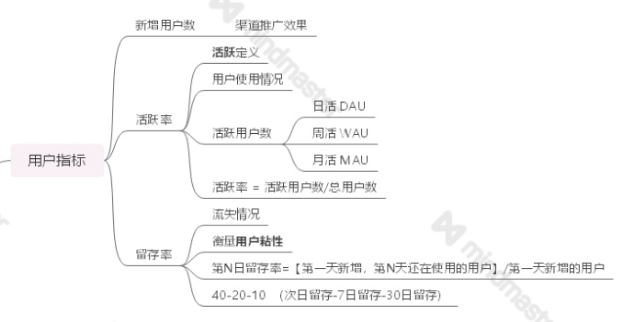 新增用户数 渠道推广效果
活跃定义
用户使用情况
日活 DAU
活跃率
活跃用户数
周活 WAU
月活 MAU
用户指标
活跃率 = 活跃用户数/总用户数
流失情况
衡量用户粘性
留存率
第N日留存率=【第一天新增，第N天还在使用的用户】/第一天新增的用户
40-20-10 （次日留存-7日留存-30日留存）
mindmaster
mindmaster